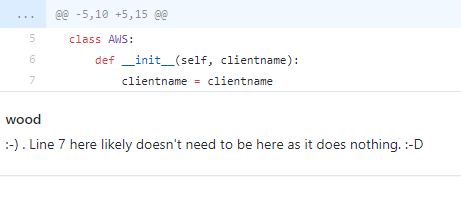 ... @@ -5,10 +5,15 @@
5 class AWS:
6 def __init__(self, clientname):
7 clientname = clientname
wood
:-) . Line 7 here likely doesn't need to be here as it does nothing. :-D